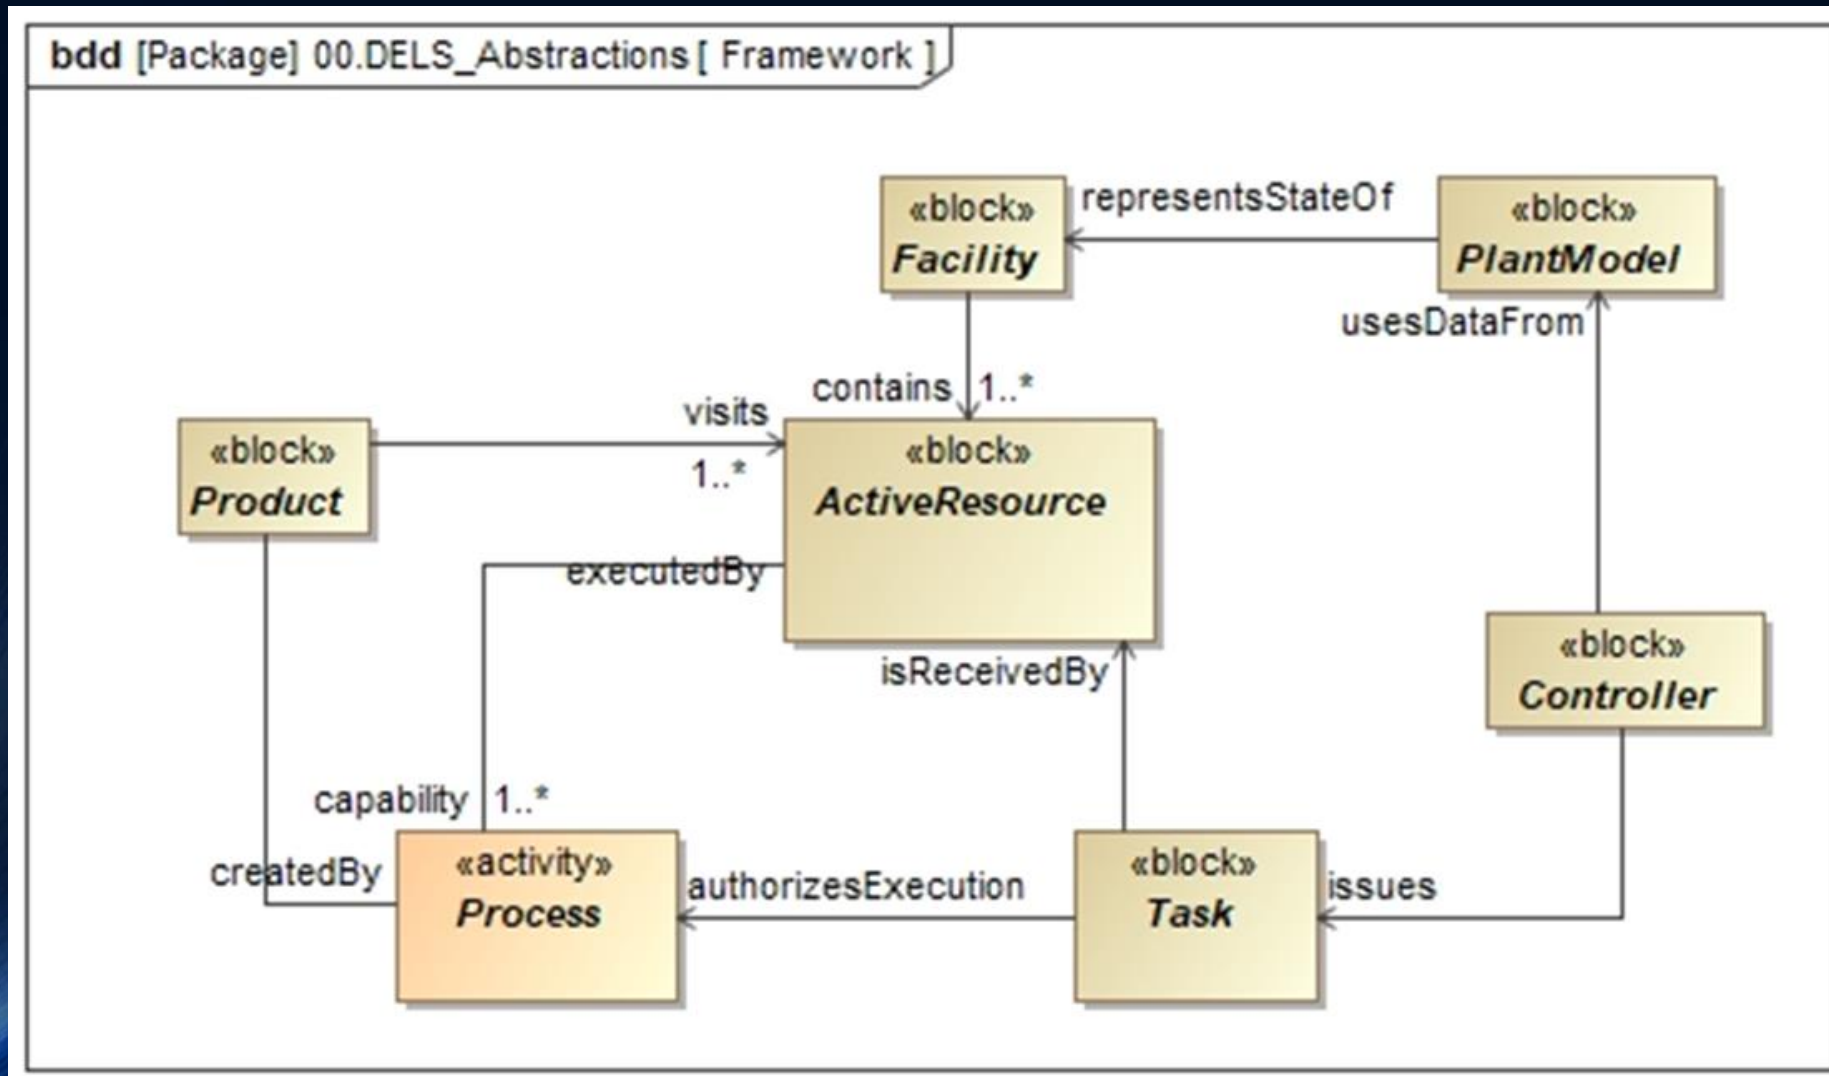 bdd [Package] 00.DELS_Abstractions [ Framework ]
«block»
Facility
representsStateOf
«block»
PlantModel
usesDataFrom
contains
1..*
visits
1..*
«block»
Product
«block»
ActiveResource
executedBy
isReceivedBy
«block»
Controller
capability
1..*
createdBy
«activity»
Process
authorizesExecution
«block»
Task
issues